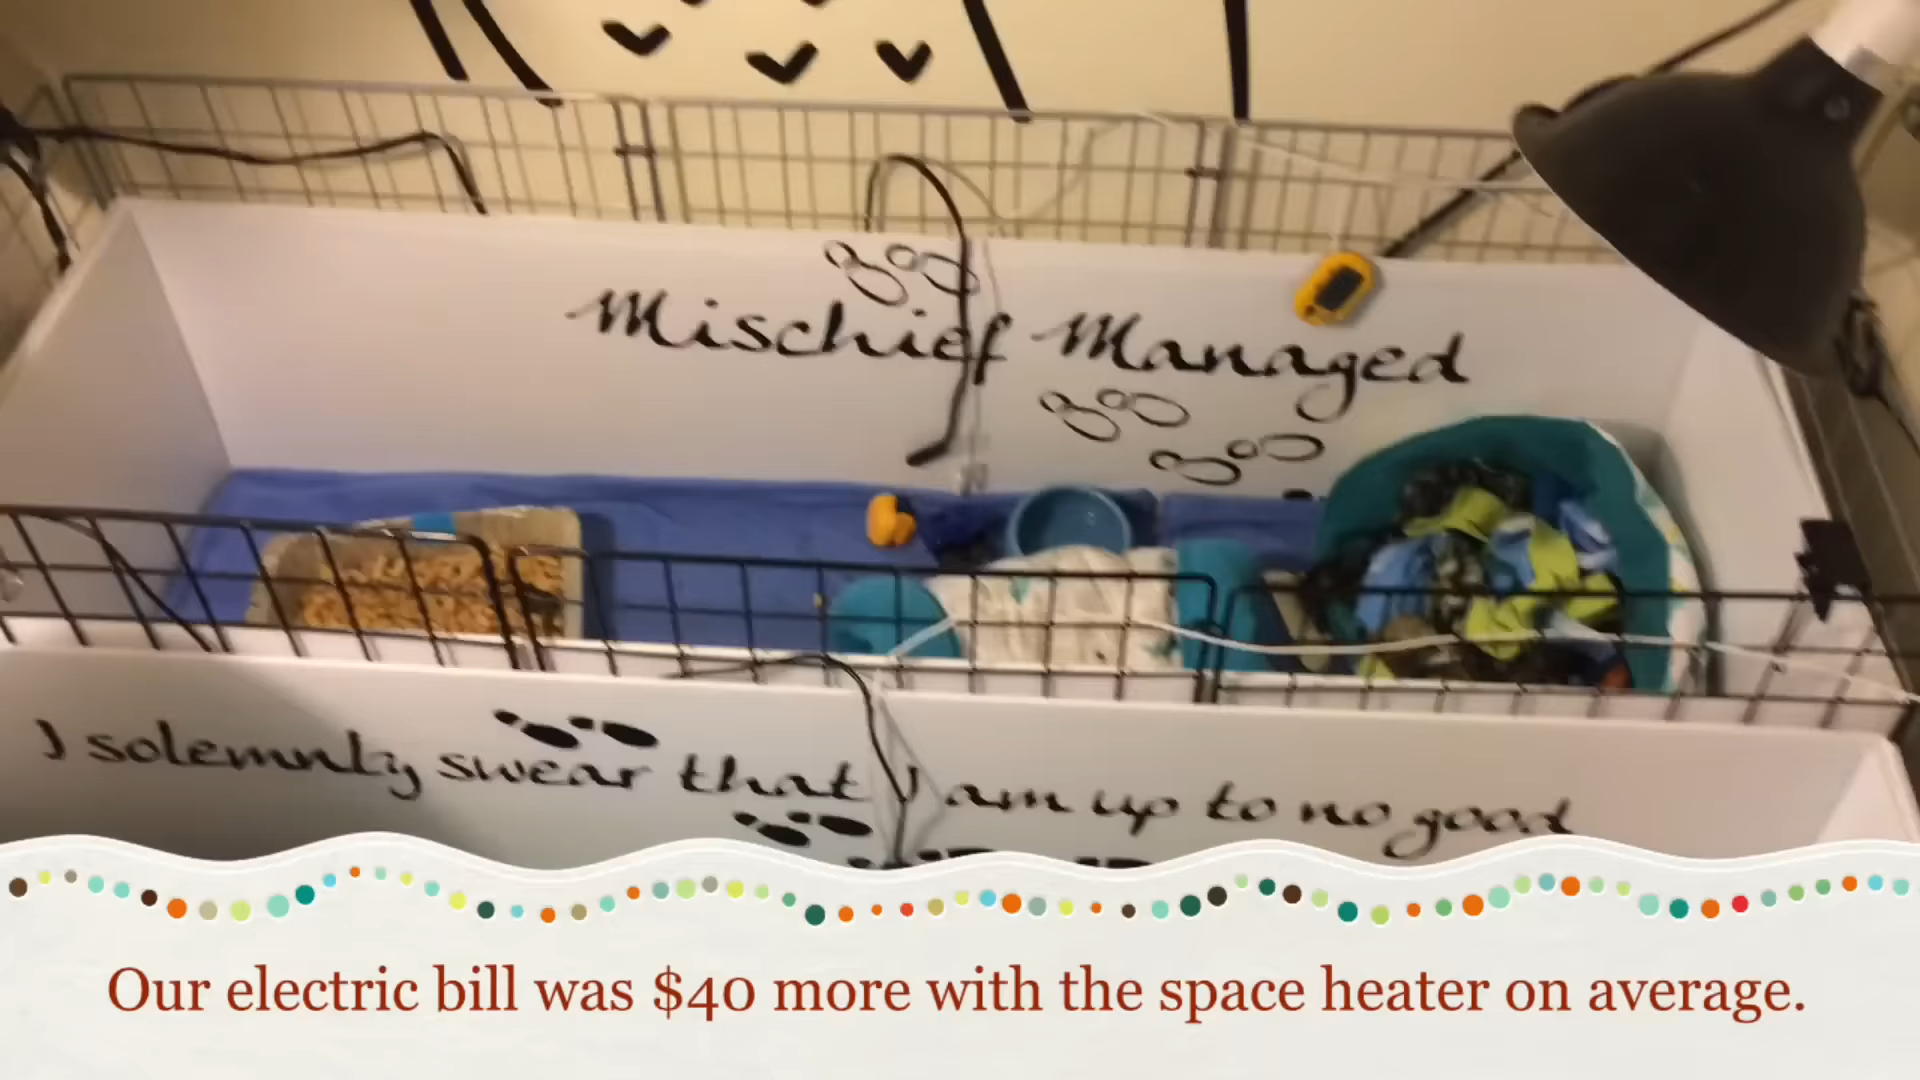 Mischief Managed
I solemnly swear that I am up to no good
Our electric bill was $40 more with the space heater on average.